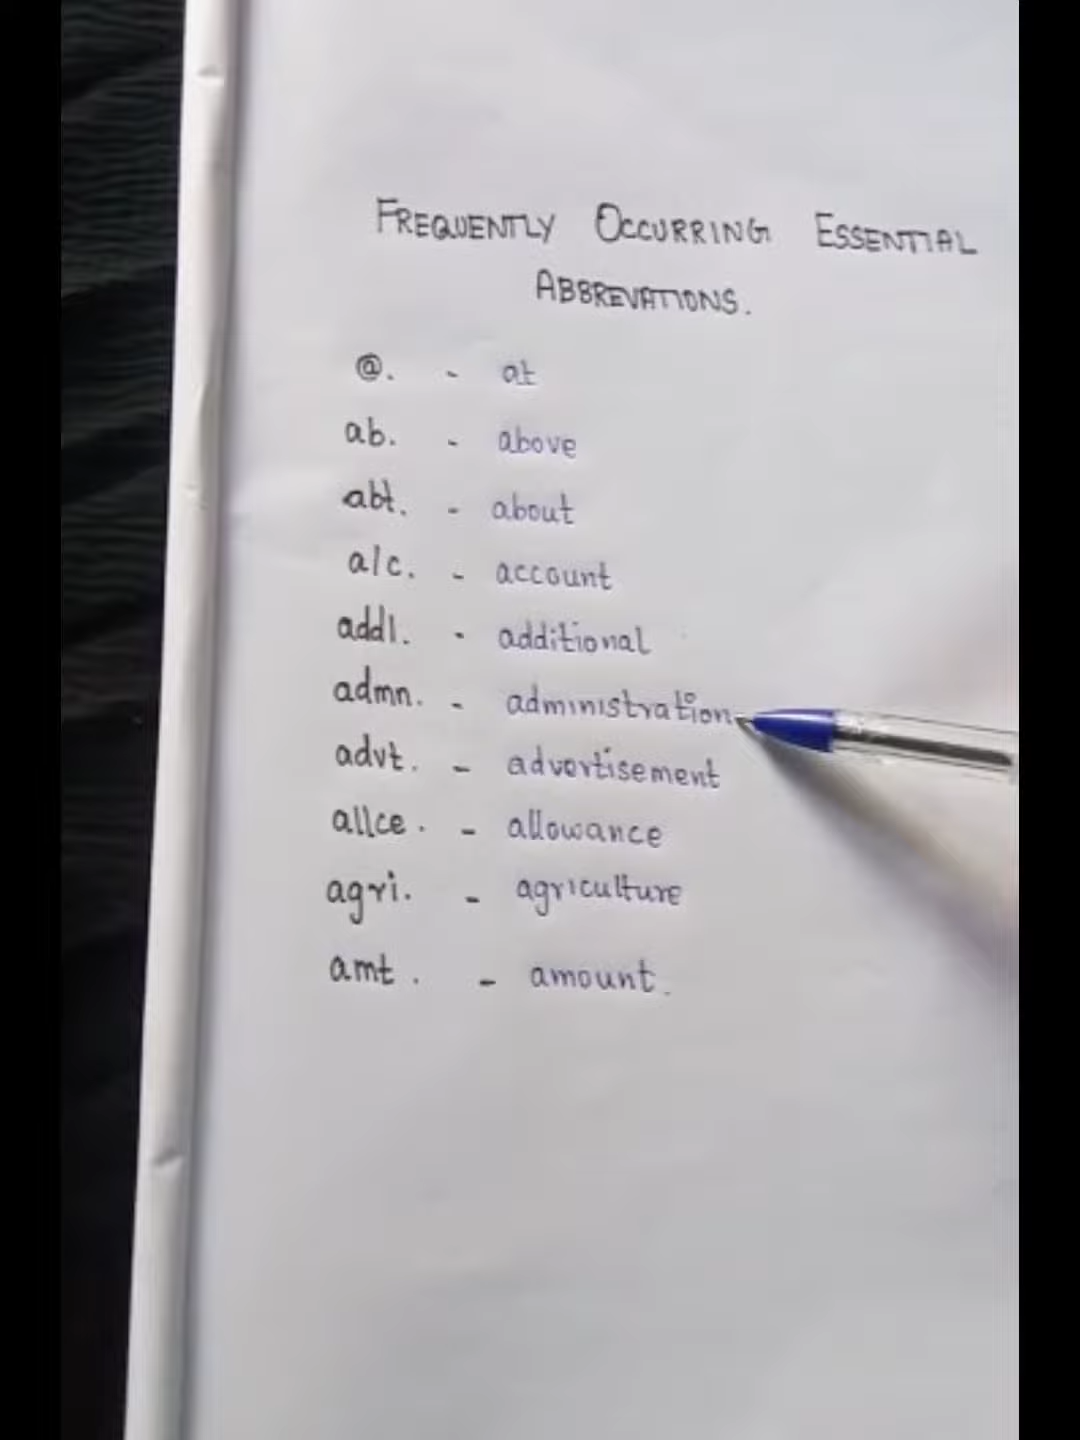 FREQUENTLY OCCURRING ESSENTIAL
ABBREVATIONS.
@. - at
ab. - above
abt. - about
a/c. - account
addl. - additional
admn. - administration
advt. - advertisement
allce. - allowance
agri. - agriculture
amt. - amount.